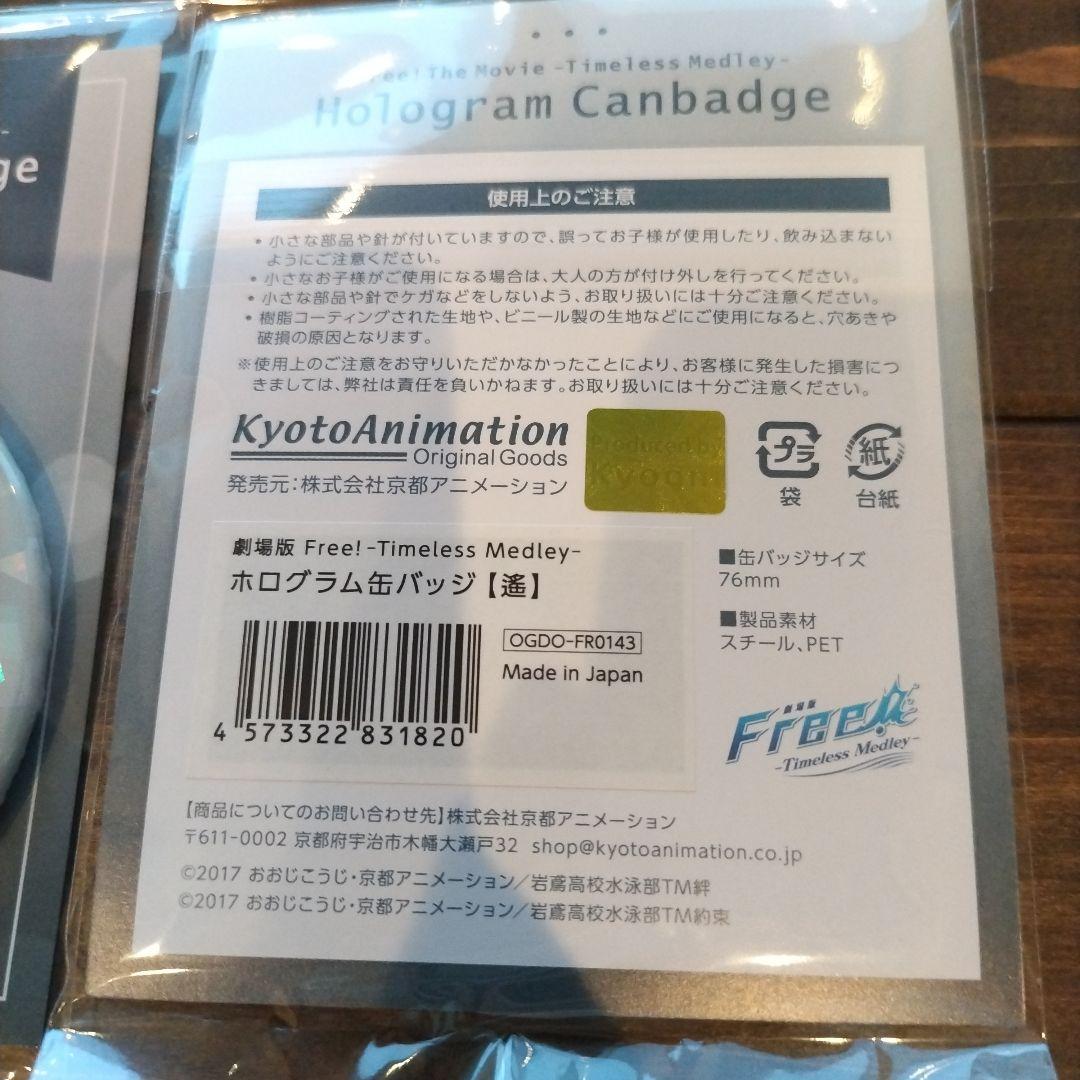 ge
Free! The Movie -Timeless Medley-
Hologram Canbadge
使用上のご注意
• 小さな部品や針が付いていますので、誤ってお子様が使用したり、飲み込まない
ようにご注意ください。
• 小さなお子様がご使用になる場合は、大人の方が付け外しを行ってください。
• 小さな部品や針でケガなどをしないよう、お取り扱いには十分ご注意ください。
• 樹脂コーティングされた生地や、ビニール製の生地などにご使用になると、穴あきや
破損の原因となります。
※使用上のご注意をお守りいただかなかったことにより、お客様に発生した損害につ
きましては、弊社は責任を負いかねます。お取り扱いには十分ご注意ください。
KyotoAnimation
Original Goods
発売元:株式会社京都アニメーション
Produced by
Kyoani
プラ
袋
紙
台紙
劇場版 Free! -Timeless Medley-
ホログラム缶バッジ【遙】
OGDO-FR0143
Made in Japan
4 573322 831820
■缶バッジサイズ
76mm
■製品素材
スチール、PET
劇場版
Free!
-Timeless Medley-
【商品についてのお問い合わせ先】株式会社京都アニメーション
〒611-0002 京都府宇治市木幡大瀬戸32 shop@kyotoanimation.co.jp
©2017 おおじこうじ・京都アニメーション/岩鳶高校水泳部TM絆
©2017 おおじこうじ・京都アニメーション/岩鳶高校水泳部TM約束